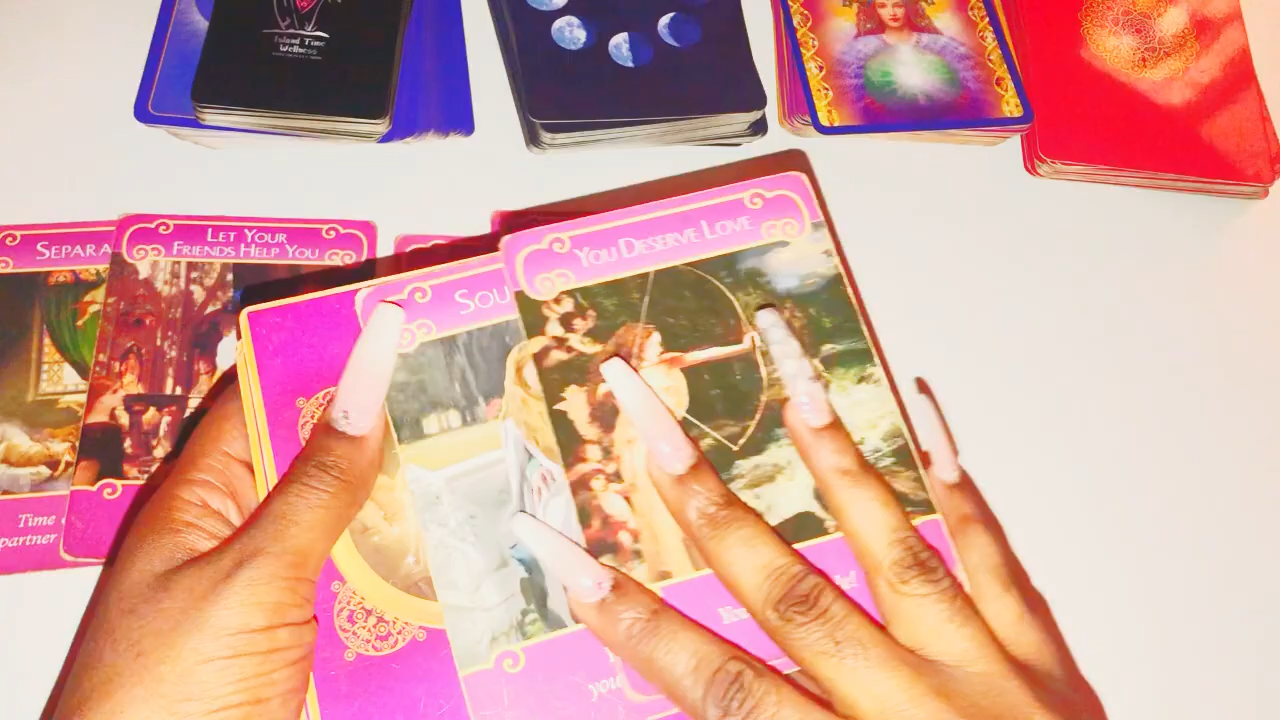 Island Time
Wellness
SEPARA
LET YOUR
FRIENDS HELP YOU
YOU DESERVE LOVE
SOU
Time
partner
you